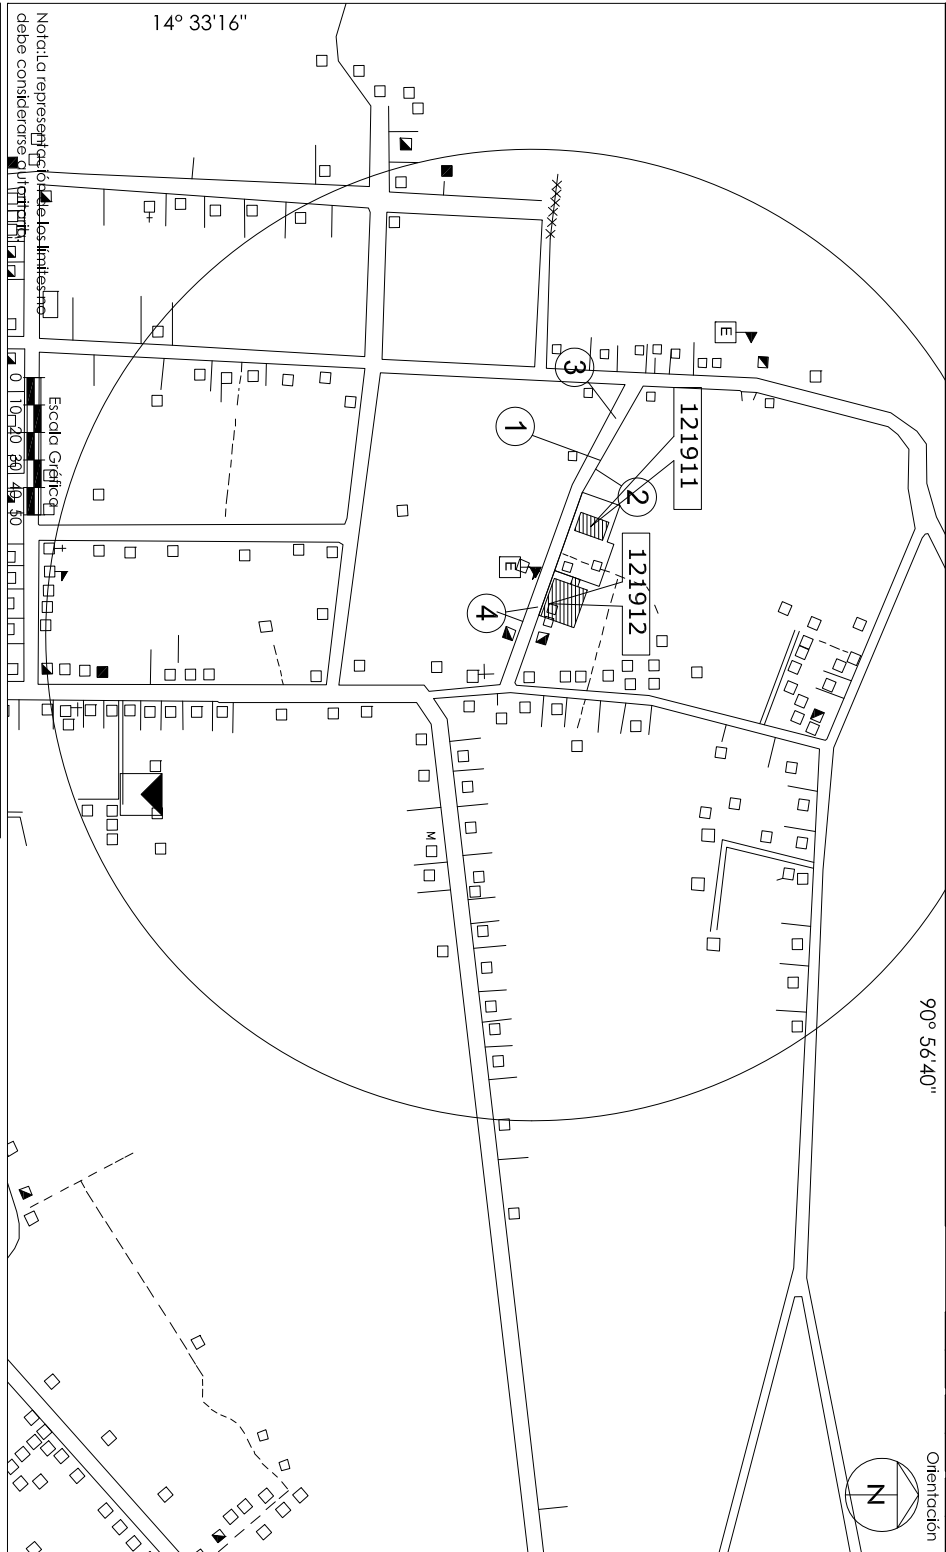 14° 33'16"
Nota:La representación de los límites no
debe considerarse autoritaria.
Escala Gráfica
0 10 20 30 40 50
90° 56'40"
Orientación
N
E
3
1
2
121911
121912
E
4
M